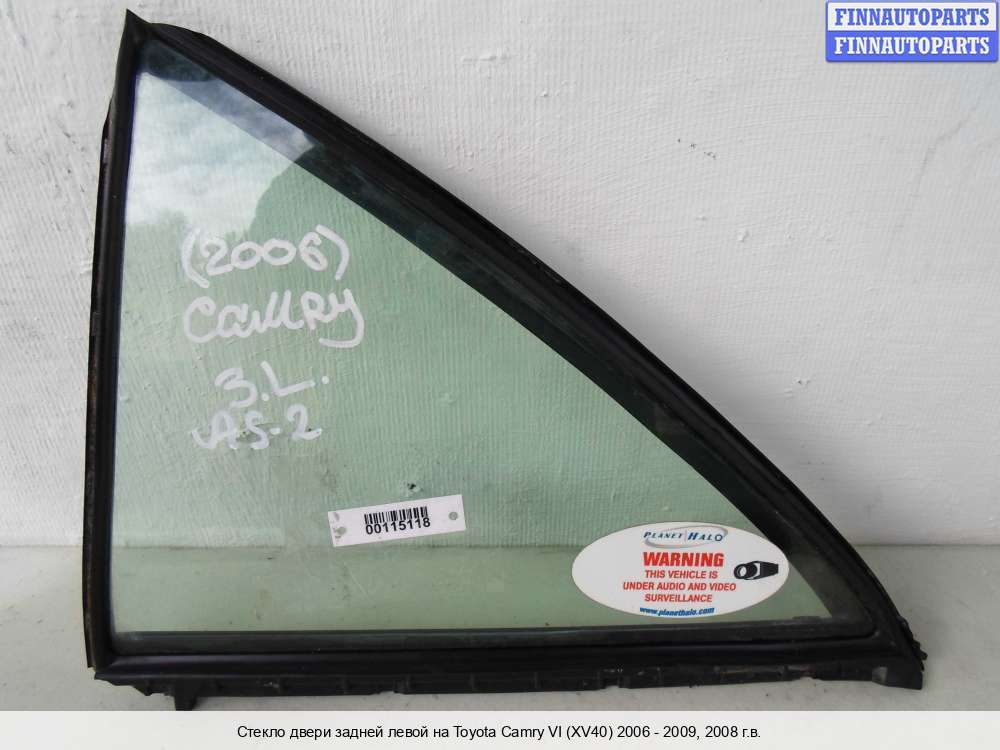 FINNAUTOPARTS
FINNAUTOPARTS
(2006)
CAMRY
3.L.
AS-2
00115118
PLANET HALO
WARNING
THIS VEHICLE IS
UNDER AUDIO AND VIDEO
SURVEILLANCE
www.planethalo.com
Стекло двери задней левой на Toyota Camry VI (XV40) 2006 - 2009, 2008 г.в.